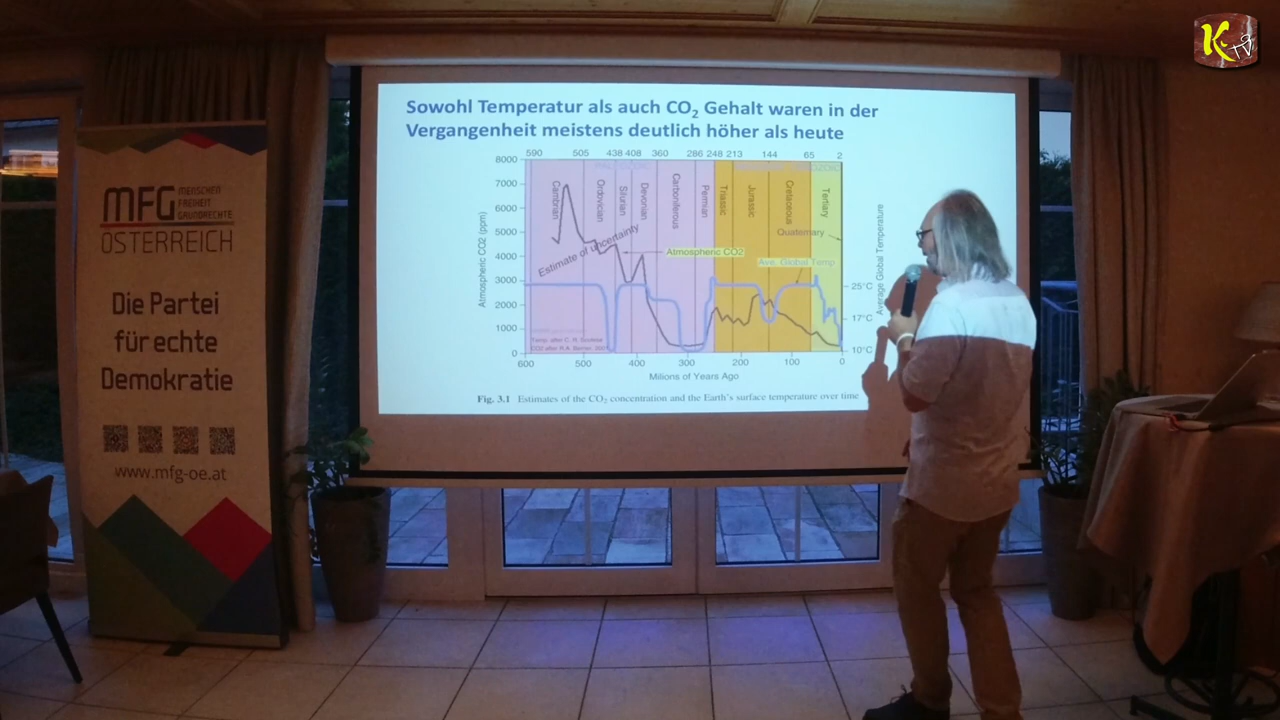 K TV
MFG MENSCHEN FREIHEIT GRUNDRECHTE
ÖSTERREICH
Die Partei
für echte
Demokratie
www.mfg-oe.at
Sowohl Temperatur als auch CO₂ Gehalt waren in der
Vergangenheit meistens deutlich höher als heute
590 505 438 408 360 286 248 213 144 65 2
8000
7000
6000
5000
4000
3000
2000
1000
0
Atmospheric CO2 (ppm)
Cambrian
Ordovician
Silurian
Devonian
Carboniferous
Permian
Triassic
Jurassic
Cretaceous
Tertiary
Quaternary
Estimate of uncertainty
Atmospheric CO2
Ave. Global Temp
25°C
17°C
10°C
Average Global Temperature
600 500 400 300 200 100 0
Milions of Years Ago
Fig. 3.1 Estimates of the CO₂ concentration and the Earth's surface temperature over time